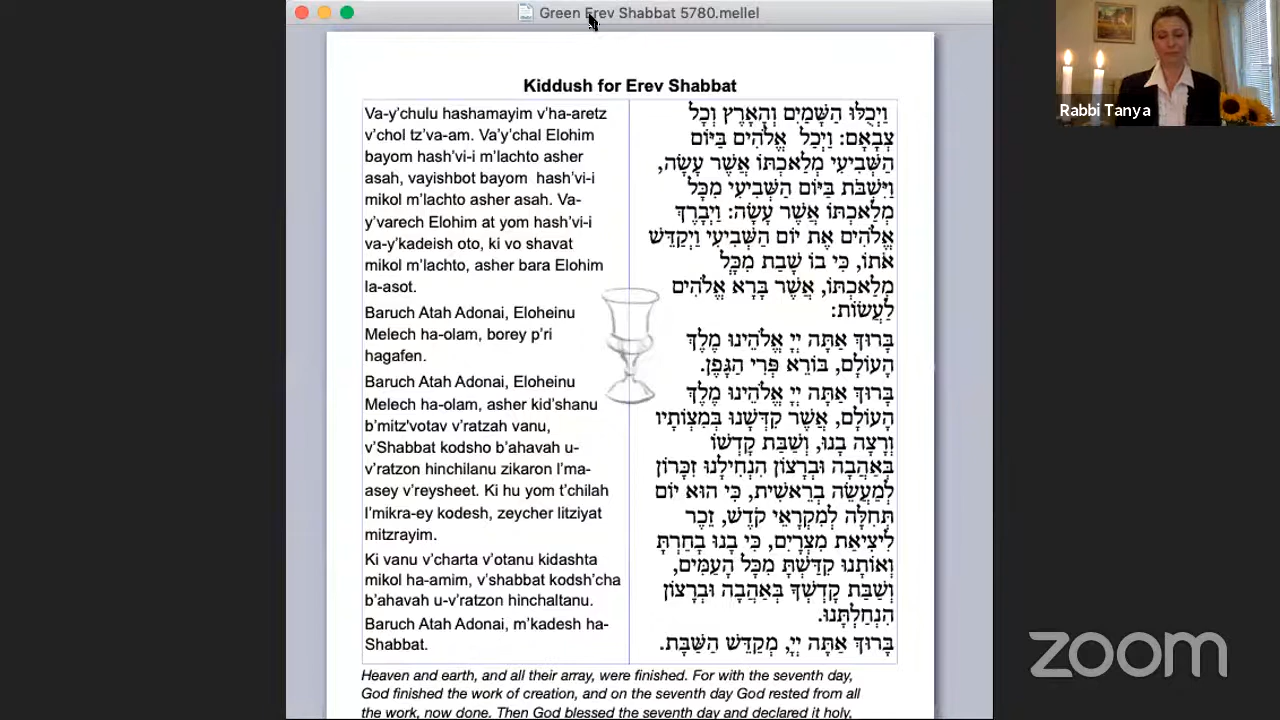 Green Erev Shabbat 5780.mellel
Rabbi Tanya
Kiddush for Erev Shabbat
Va-y’chulu hashamayim v’ha-aretz
v’chol tz’va-am. Va’y’chal Elohim
bayom hash’vi-i m’lachto asher
asah, vayishbot bayom hash’vi-i
mikol m’lachto asher asah. Va-
y’varech Elohim at yom hash’vi-i
va-y’kadeish oto, ki vo shavat
mikol m’lachto, asher bara Elohim
la-asot.
Baruch Atah Adonai, Eloheinu
Melech ha-olam, borey p’ri
hagafen.
Baruch Atah Adonai, Eloheinu
Melech ha-olam, asher kid’shanu
b’mitz'votav v’ratzah vanu,
v’Shabbat kodsho b’ahavah u-
v’ratzon hinchilanu zikaron l’ma-
asey v’reysheet. Ki hu yom t’chilah
l’mikra-ey kodesh, zeycher litziyat
mitzrayim.
Ki vanu v’charta v’otanu kidashta
mikol ha-amim, v’shabbat kodsh’cha
b’ahavah u-v’ratzon hinchaltanu.
Baruch Atah Adonai, m’kadesh ha-
Shabbat.
וַיְכֻלּוּ הַשָּׁמַיִם וְהָאָרֶץ וְכָל
צְבָאָם: וַיְכַל אֱלֹהִים בַּיּוֹם
הַשְּׁבִיעִי מְלַאכְתּוֹ אֲשֶׁר עָשָׂה,
וַיִּשְׁבֹּת בַּיּוֹם הַשְּׁבִיעִי מִכָּל
מְלַאכְתּוֹ אֲשֶׁר עָשָׂה: וַיְבָרֶךְ
אֱלֹהִים אֶת יוֹם הַשְּׁבִיעִי וַיְקַדֵּשׁ
אֹתוֹ, כִּי בוֹ שָׁבַת מִכָּל
מְלַאכְתּוֹ, אֲשֶׁר בָּרָא אֱלֹהִים
לַעֲשׂוֹת:
בָּרוּךְ אַתָּה יְיָ אֱלֹהֵינוּ מֶלֶךְ
הָעוֹלָם, בּוֹרֵא פְּרִי הַגָּפֶן.
בָּרוּךְ אַתָּה יְיָ אֱלֹהֵינוּ מֶלֶךְ
הָעוֹלָם, אֲשֶׁר קִדְּשָׁנוּ בְּמִצְוֹתָיו
וְרָצָה בָנוּ, וְשַׁבַּת קָדְשׁוֹ
בְּאַהֲבָה וּבְרָצוֹן הִנְחִילָנוּ זִכָּרוֹן
לְמַעֲשֵׂה בְרֵאשִׁית, כִּי הוּא יוֹם
תְּחִלָּה לְמִקְרָאֵי קֹדֶשׁ, זֵכֶר
לִיצִיאַת מִצְרָיִם, כִּי בָנוּ בָחַרְתָּ
וְאוֹתָנוּ קִדַּשְׁתָּ מִכָּל הָעַמִּים,
וְשַׁבַּת קָדְשְׁךָ בְּאַהֲבָה וּבְרָצוֹן
הִנְחַלְתָּנוּ.
בָּרוּךְ אַתָּה יְיָ, מְקַדֵּשׁ הַשַּׁבָּת.
Heaven and earth, and all their array, were finished. For with the seventh day,
God finished the work of creation, and on the seventh day God rested from all
the work, now done. Then God blessed the seventh day and declared it holy,
zoom